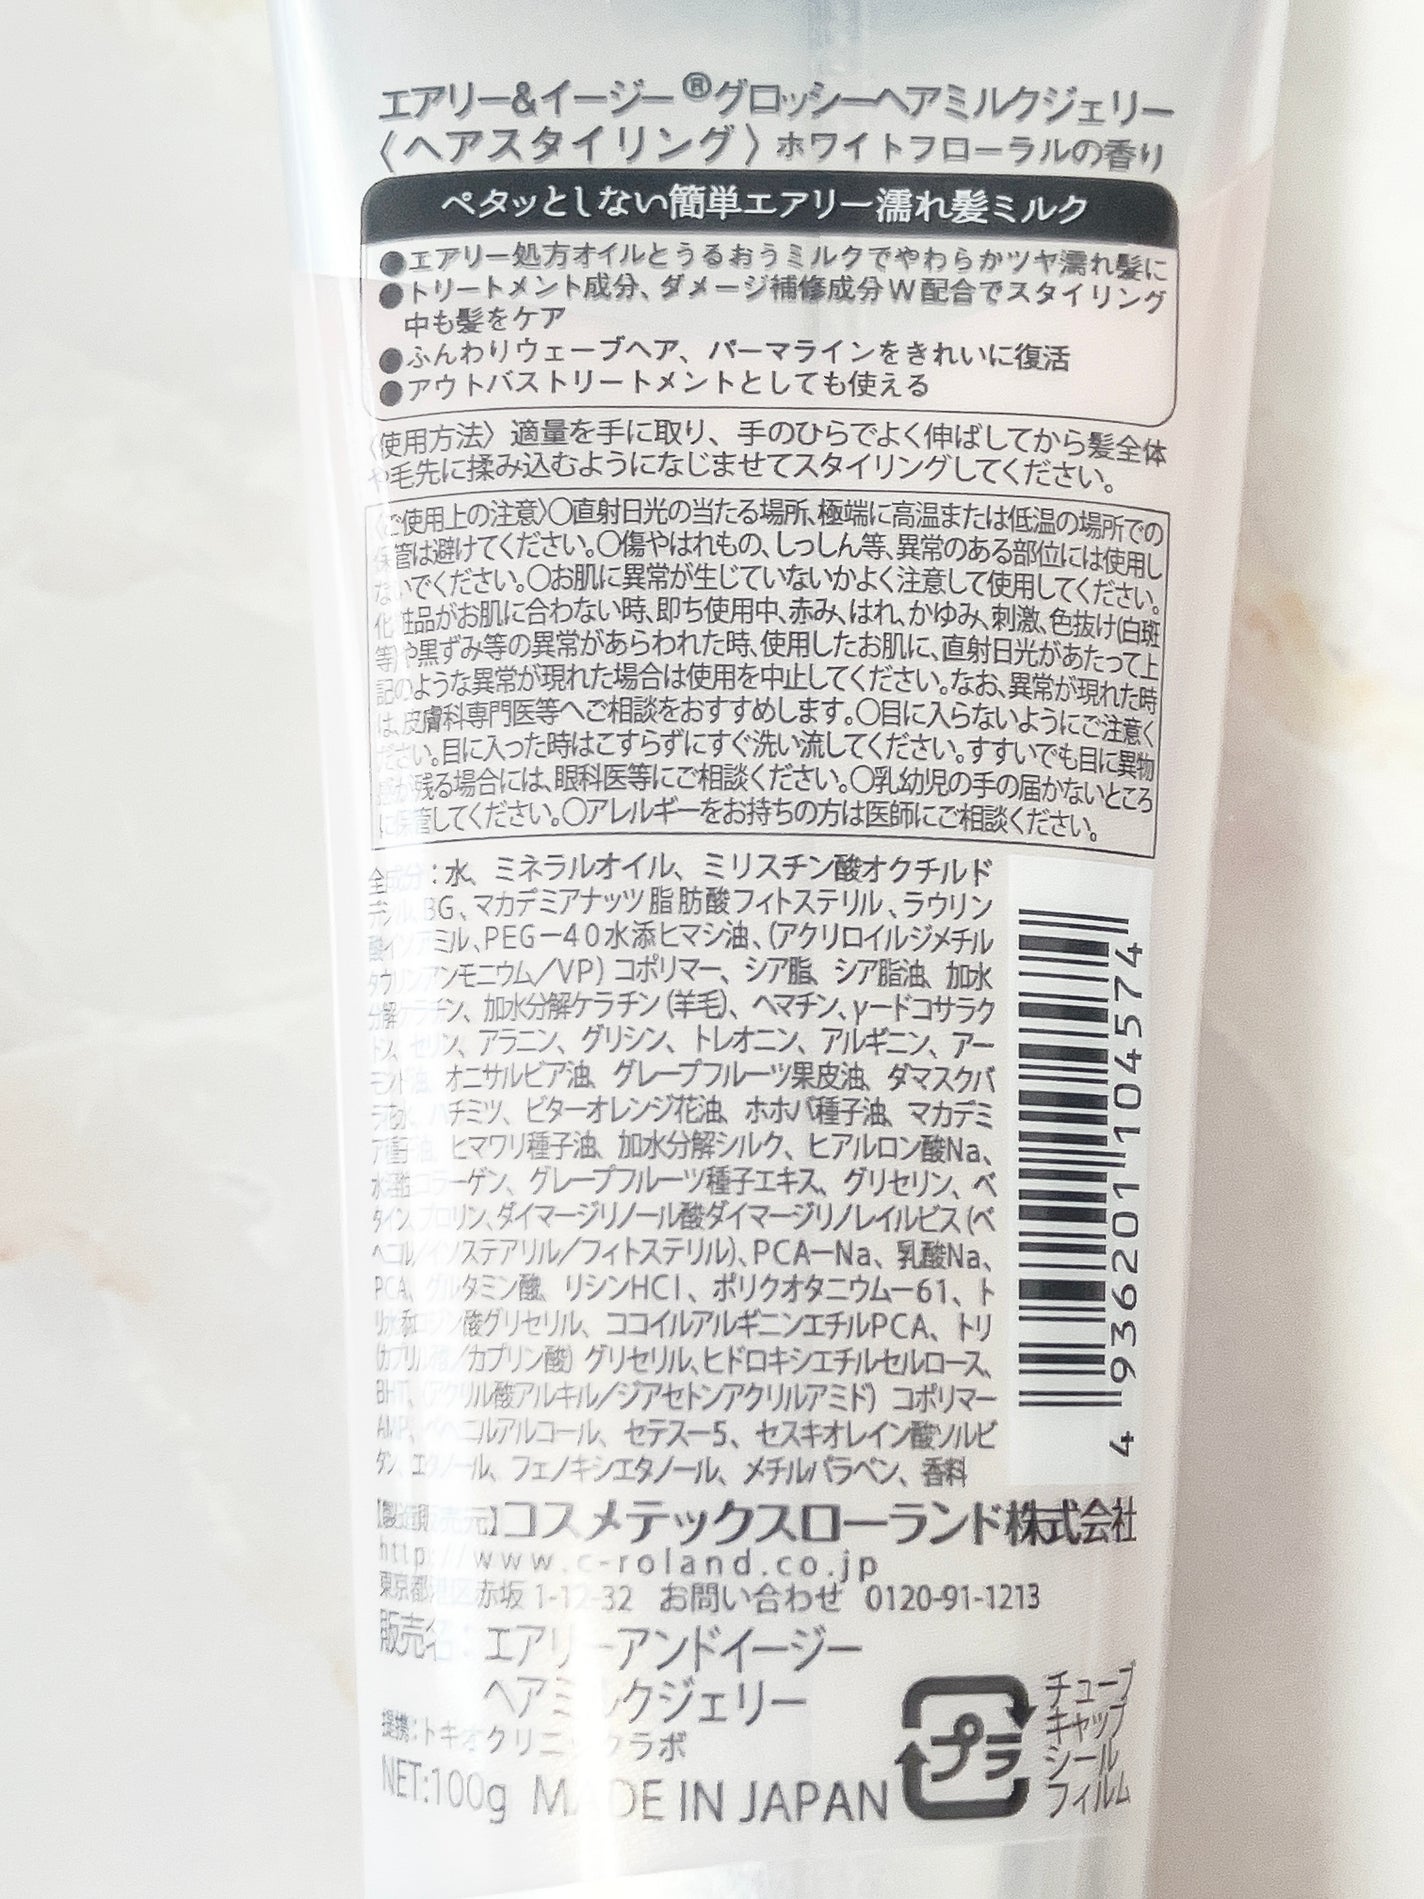 エアリー&イージー®グロッシーヘアミルクジェリー
〈ヘアスタイリング〉ホワイトフローラルの香り
ペタッとしない簡単エアリー濡れ髪ミルク
●エアリー処方オイルとうるおうミルクでやわらかツヤ濡れ髪に
●トリートメント成分、ダメージ補修成分W配合でスタイリング
中も髪をケア
●ふんわりウェーブヘア、パーマラインをきれいに復活
●アウトバストリートメントとしても使える
〈使用方法〉適量を手に取り、手のひらでよく伸ばしてから髪全体
や毛先に揉み込むようになじませてスタイリングしてください。
〈ご使用上の注意〉○直射日光の当たる場所、極端に高温または低温の場所での
保管は避けてください。○傷やはれもの、しっしん等、異常のある部位には使用し
ないでください。○お肌に異常が生じていないかよく注意して使用してください。
化粧品がお肌に合わない時、即ち使用中、赤み、はれ、かゆみ、刺激、色抜け(白斑
等)や黒ずみ等の異常があらわれた時、使用したお肌に、直射日光があたって上
記のような異常が現れた場合は使用を中止してください。なお、異常が現れた時
は、皮膚科専門医等へご相談をおすすめします。○目に入らないようにご注意く
ださい。目に入った時はこすらずにすぐ洗い流してください。すすいでも目に異物
感が残る場合には、眼科医等にご相談ください。○乳幼児の手の届かないところ
に保管してください。○アレルギーをお持ちの方は医師にご相談ください。
全成分：水、ミネラルオイル、ミリスチン酸オクチルド
デシル、BG、マカデミアナッツ脂肪酸フィトステリル、ラウリン
酸イソアミル、PEG－40水添ヒマシ油、(アクリロイルジメチル
タウリンアンモニウム/VP)コポリマー、シア脂、シア脂油、加水
分解ケラチン、加水分解ケラチン(羊毛)、ヘマチン、γードコサラク
トン、セリン、アラニン、グリシン、トレオニン、アルギニン、アー
モンド油、オニサルビア油、グレープフルーツ果皮油、ダマスクバ
ラ花水、ハチミツ、ビターオレンジ花油、ホホバ種子油、マカデミ
ア種子油、ヒマワリ種子油、加水分解シルク、ヒアルロン酸Na、
水溶性コラーゲン、グレープフルーツ種子エキス、グリセリン、ベ
タイン、プロリン、ダイマージリノール酸ダイマージリノレイルビス(ベ
ヘニル/イソステアリル/フィトステリル)、PCAーNa、乳酸Na、
PCA、グルタミン酸、リシンHCl、ポリクオタニウムー61、ト
リ水添ロジン酸グリセリル、ココイルアルギニンエチルPCA、トリ
(カプリル酸/カプリン酸)グリセリル、ヒドロキシエチルセルロース、
BHT、(アクリル酸アルキル/ジアセトンアクリルアミド)コポリマー
AMP、ベヘニルアルコール、セテスー5、セスキオレイン酸ソルビ
タン、エタノール、フェノキシエタノール、メチルパラベン、香料
4 936201 104574
【製造販売元】コスメテックスローランド株式会社
http://www.c-roland.co.jp
東京都港区赤坂1-12-32 お問い合わせ 0120-91-1213
販売名：エアリーアンドイージー
ヘアミルクジェリー
提携：トキオクリニックラボ
NET:100g MADE IN JAPAN
プラ
チューブ
キャップ
シール
フィルム